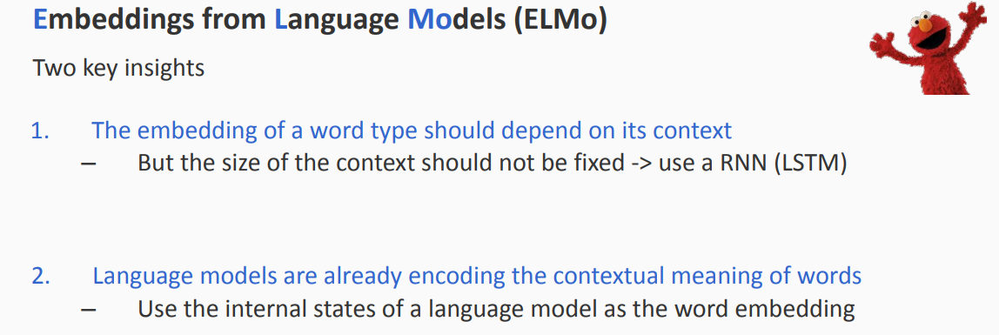 Embeddings from Language Models (ELMo)
Two key insights
1. The embedding of a word type should depend on its context
– But the size of the context should not be fixed -> use a RNN (LSTM)
2. Language models are already encoding the contextual meaning of words
– Use the internal states of a language model as the word embedding